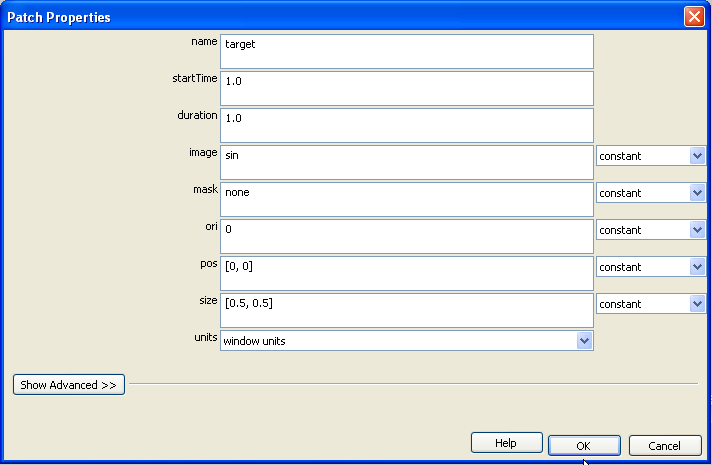 Patch Properties
name target
startTime 1.0
duration 1.0
image sin constant
mask none constant
ori 0 constant
pos [0, 0] constant
size [0.5, 0.5] constant
units window units
Show Advanced >>
Help OK Cancel